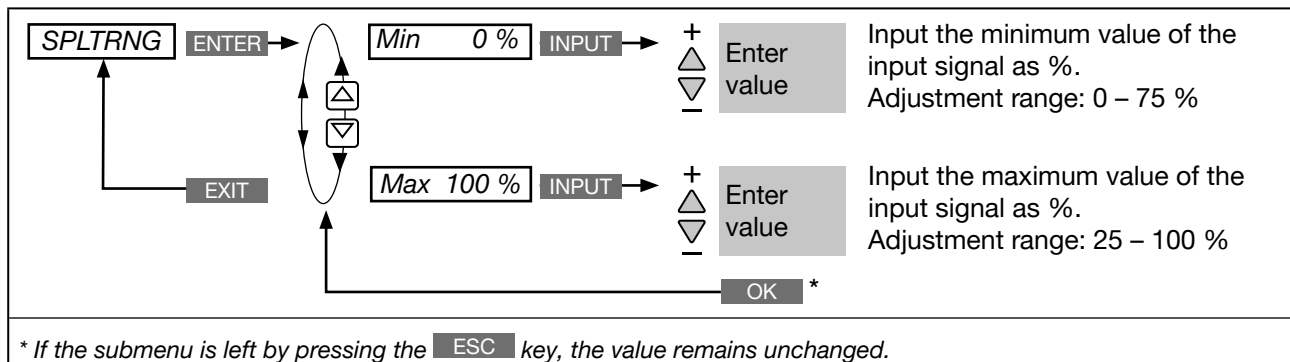 SPLTRNG ENTER Min 0 % INPUT + Enter value − Input the minimum value of the
input signal as %.
Adjustment range: 0 – 75 %
EXIT Max 100 % INPUT + Enter value − Input the maximum value of the
input signal as %.
Adjustment range: 25 – 100 %
OK *
* If the submenu is left by pressing the ESC key, the value remains unchanged.